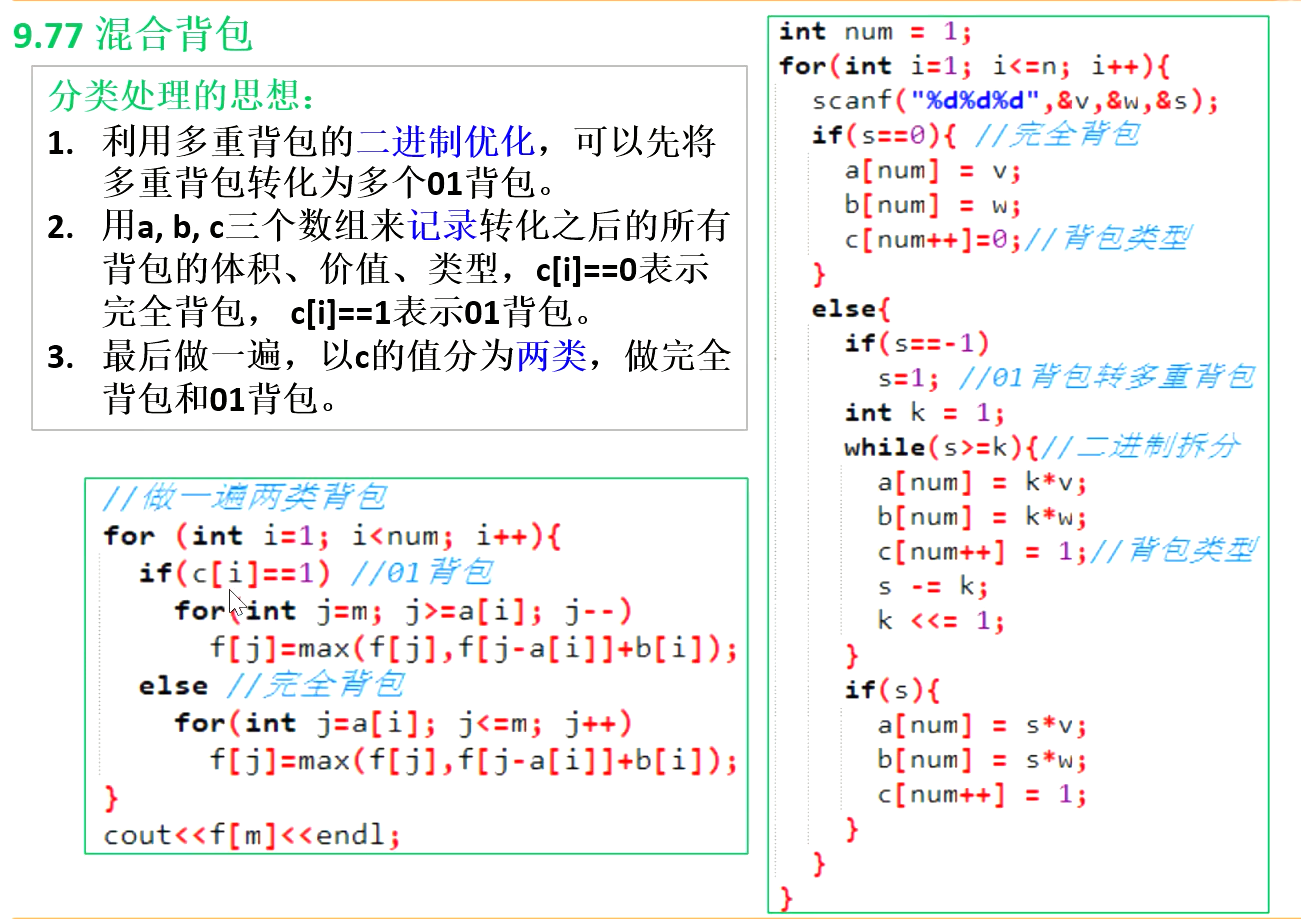 9.77 混合背包
分类处理的思想：
1. 利用多重背包的二进制优化，可以先将
多重背包转化为多个01背包。
2. 用a, b, c三个数组来记录转化之后的所有
背包的体积、价值、类型，c[i]==0表示
完全背包， c[i]==1表示01背包。
3. 最后做一遍，以c的值分为两类，做完全
背包和01背包。
//做一遍两类背包
for (int i=1; i<num; i++){
if(c[i]==1) //01背包
for(int j=m; j>=a[i]; j--)
f[j]=max(f[j],f[j-a[i]]+b[i]);
else //完全背包
for(int j=a[i]; j<=m; j++)
f[j]=max(f[j],f[j-a[i]]+b[i]);
}
cout<<f[m]<<endl;
int num = 1;
for(int i=1; i<=n; i++){
scanf("%d%d%d",&v,&w,&s);
if(s==0){ //完全背包
a[num] = v;
b[num] = w;
c[num++]=0;//背包类型
}
else{
if(s==-1)
s=1; //01背包转多重背包
int k = 1;
while(s>=k){//二进制拆分
a[num] = k*v;
b[num] = k*w;
c[num++] = 1;//背包类型
s -= k;
k <<= 1;
}
if(s){
a[num] = s*v;
b[num] = s*w;
c[num++] = 1;
}
}
}